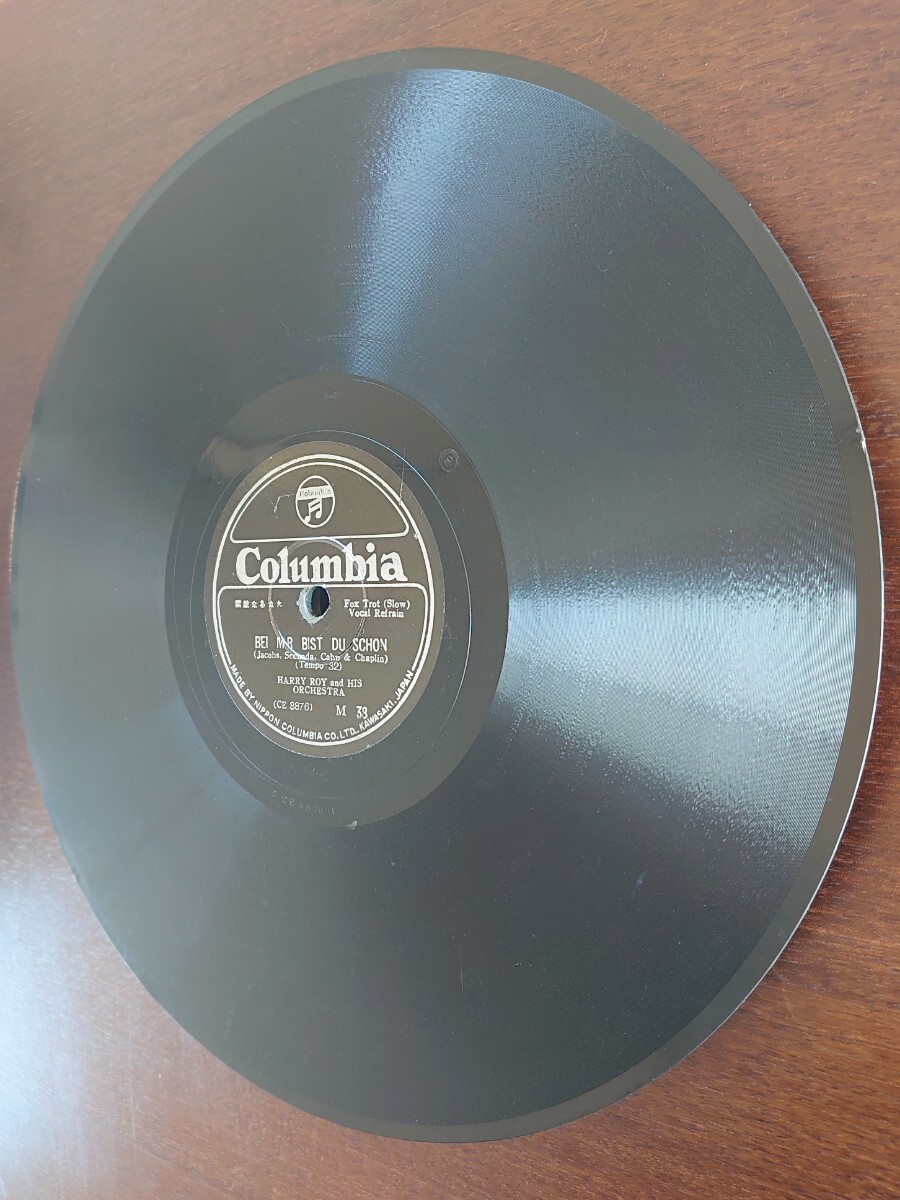 Columbia
Columbia
素敵なあなた
Fox Trot (Slow)
Vocal Refrain
BEI MIR BIST DU SCHON
(Jacobs, Secunda, Cahn & Chaplin)
(Tempo 32)
HARRY ROY and HIS
ORCHESTRA
(CE 8876) M 38
MADE BY NIPPON COLUMBIA CO. LTD., KAWASAKI, JAPAN